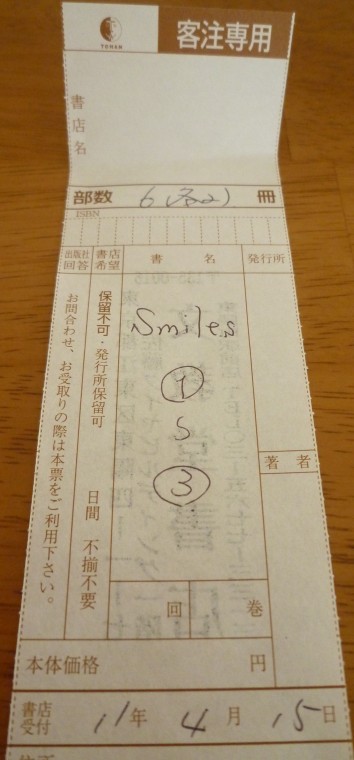 TOHAN
客注専用
書店名
部数 6(各2) 冊
ISBN
出版社回答
書店希望
書名
発行所
お問合わせ、お受取りの際は本票をご利用下さい。
保留不可・発行所保留可
日間 不揃不要
Smiles
①
S
③
著者
回 巻
本体価格 円
書店受付 11年 4月 15日